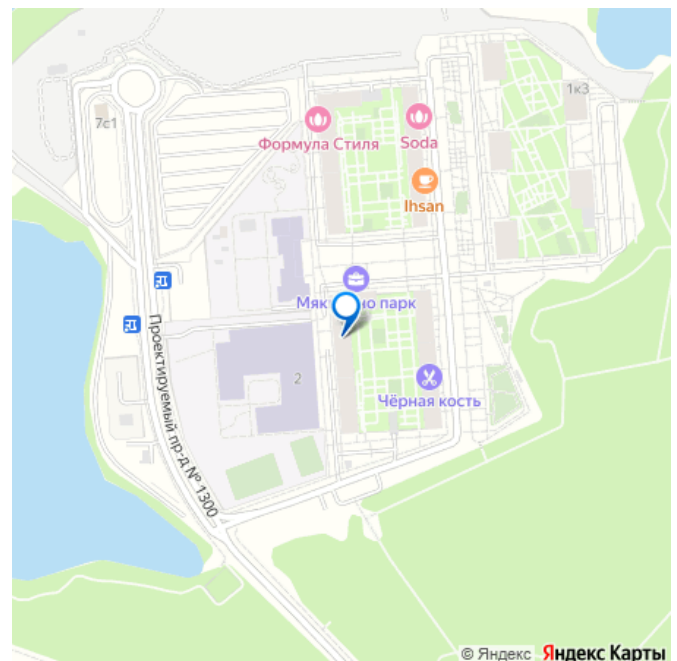 1к3
7с1
Формула Стиля
Soda
Ihsan
Мяк но парк
Проектируемый пр-д № 1300
2
Чёрная кость
© Яндекс Яндекс Карты